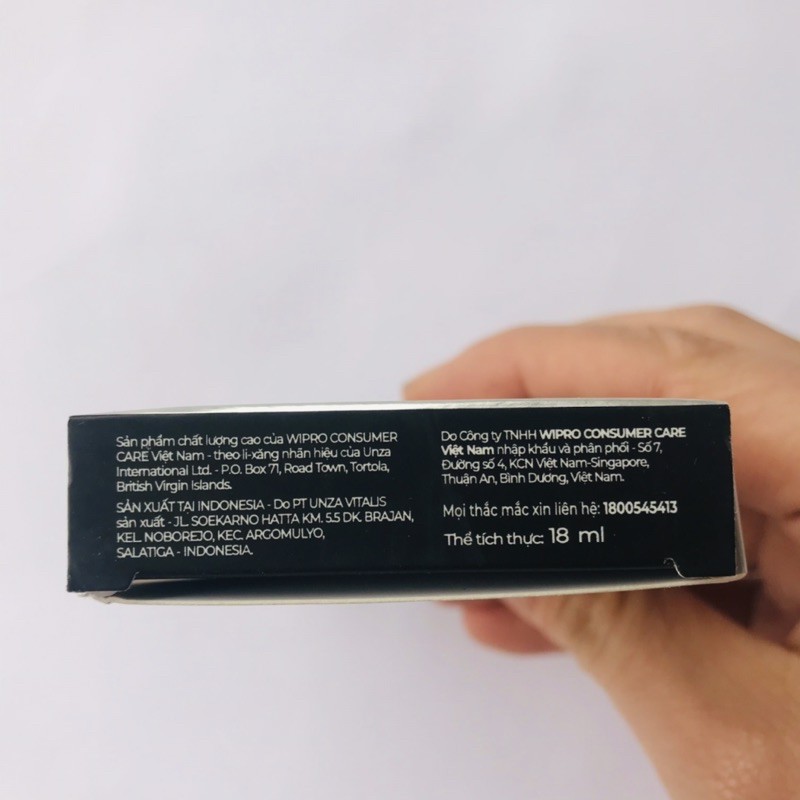 Sản phẩm chất lượng cao của WIPRO CONSUMER
CARE Việt Nam - theo li-xăng nhãn hiệu của Unza
International Ltd. - P.O. Box 71, Road Town, Tortola,
British Virgin Islands.
SẢN XUẤT TẠI INDONESIA - Do PT UNZA VITALIS
sản xuất - JL. SOEKARNO HATTA KM. 5.5 DK. BRAJAN,
KEL. NOBOREJO, KEC. ARGOMULYO,
SALATIGA - INDONESIA.
Do Công ty TNHH WIPRO CONSUMER CARE
Việt Nam nhập khẩu và phân phối - Số 7,
Đường số 4, KCN Việt Nam-Singapore,
Thuận An, Bình Dương, Việt Nam.
Mọi thắc mắc xin liên hệ: 1800545413
Thể tích thực: 18 ml